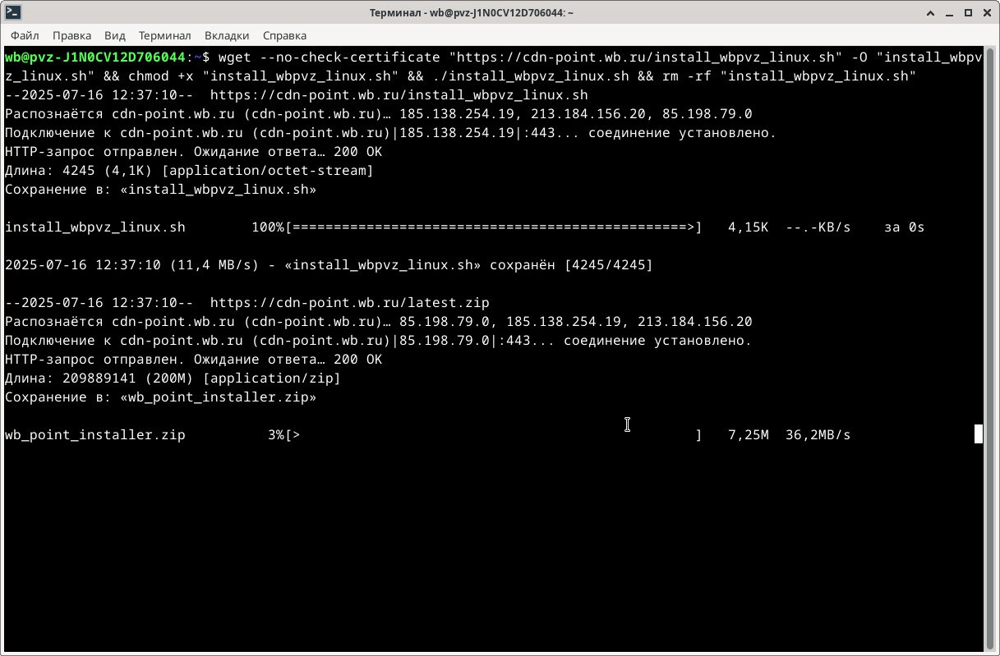 Терминал - wb@pvz-J1N0CV12D706044: ~
Файл Правка Вид Терминал Вкладки Справка
wb@pvz-J1N0CV12D706044:~$ wget --no-check-certificate "https://cdn-point.wb.ru/install_wbpvz_linux.sh" -O "install_wbpv
z_linux.sh" && chmod +x "install_wbpvz_linux.sh" && ./install_wbpvz_linux.sh && rm -rf "install_wbpvz_linux.sh"
--2025-07-16 12:37:10--  https://cdn-point.wb.ru/install_wbpvz_linux.sh
Распознаётся cdn-point.wb.ru (cdn-point.wb.ru)… 185.138.254.19, 213.184.156.20, 85.198.79.0
Подключение к cdn-point.wb.ru (cdn-point.wb.ru)|185.138.254.19|:443... соединение установлено.
HTTP-запрос отправлен. Ожидание ответа… 200 OK
Длина: 4245 (4,1K) [application/octet-stream]
Сохранение в: «install_wbpvz_linux.sh»
install_wbpvz_linux.sh        100%[================================================>]   4,15K  --.-KB/s    за 0s
2025-07-16 12:37:10 (11,4 MB/s) - «install_wbpvz_linux.sh» сохранён [4245/4245]
--2025-07-16 12:37:10--  https://cdn-point.wb.ru/latest.zip
Распознаётся cdn-point.wb.ru (cdn-point.wb.ru)… 85.198.79.0, 185.138.254.19, 213.184.156.20
Подключение к cdn-point.wb.ru (cdn-point.wb.ru)|85.198.79.0|:443... соединение установлено.
HTTP-запрос отправлен. Ожидание ответа… 200 OK
Длина: 209889141 (200M) [application/zip]
Сохранение в: «wb_point_installer.zip»
wb_point_installer.zip          3%[>                                                ]   7,25M  36,2MB/s